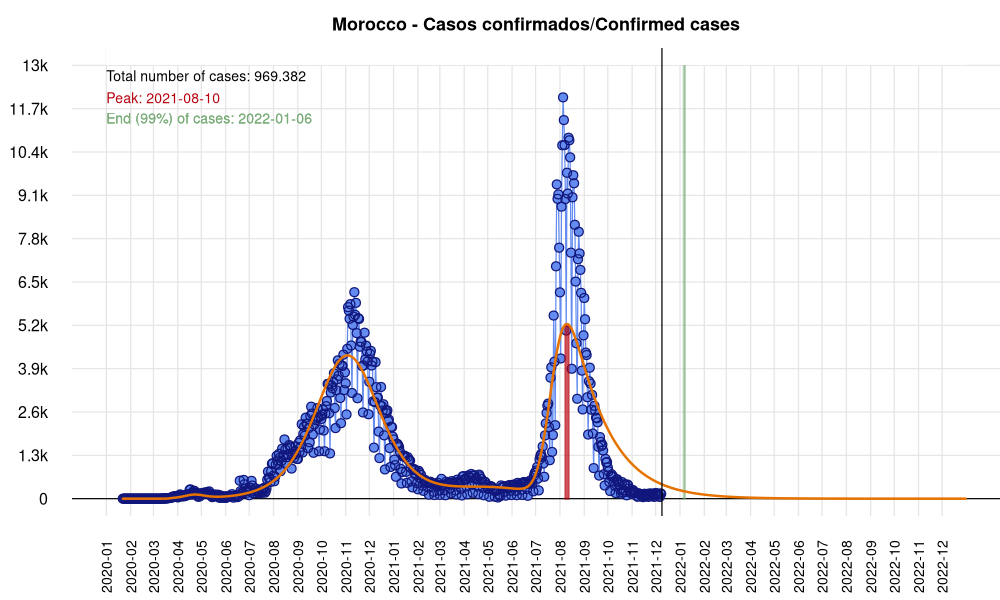 Morocco - Casos confirmados/Confirmed cases
Total number of cases: 969.382
Peak: 2021-08-10
End (99%) of cases: 2022-01-06
13k
11.7k
10.4k
9.1k
7.8k
6.5k
5.2k
3.9k
2.6k
1.3k
0
2020-01
2020-02
2020-03
2020-04
2020-05
2020-06
2020-07
2020-08
2020-09
2020-10
2020-11
2020-12
2021-01
2021-02
2021-03
2021-04
2021-05
2021-06
2021-07
2021-08
2021-09
2021-10
2021-11
2021-12
2022-01
2022-02
2022-03
2022-04
2022-05
2022-06
2022-07
2022-08
2022-09
2022-10
2022-11
2022-12